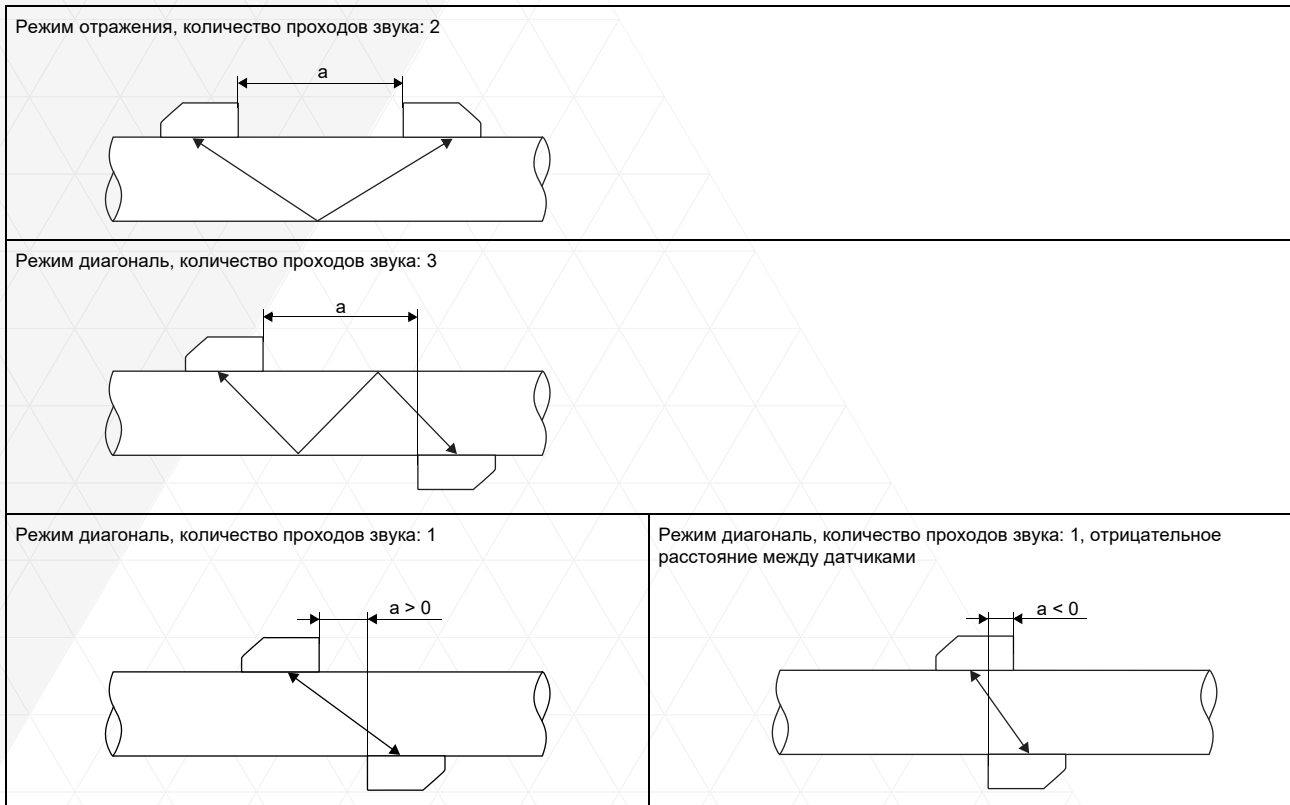 Режим отражения, количество проходов звука: 2
a
Режим диагональ, количество проходов звука: 3
a
Режим диагональ, количество проходов звука: 1
a > 0
Режим диагональ, количество проходов звука: 1, отрицательное
расстояние между датчиками
a < 0